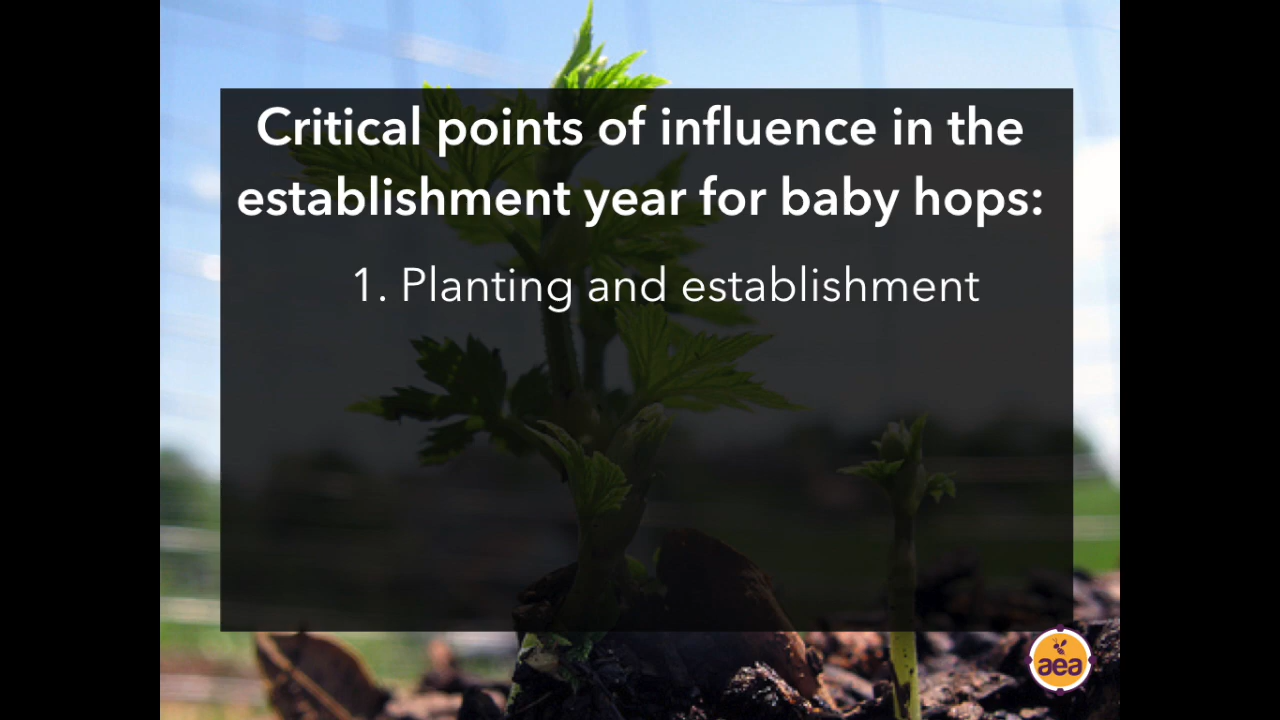 Critical points of influence in the
establishment year for baby hops:
1. Planting and establishment
aea